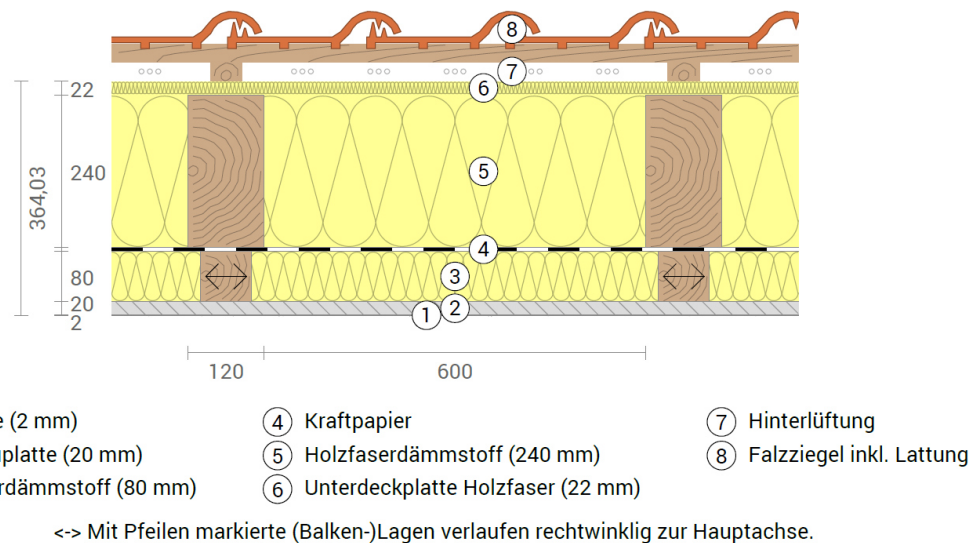 8
7
6
5
4
3
2
1
22
240
364,03
80
20
2
120
600
e (2 mm)
platte (20 mm)
rdämmstoff (80 mm)
4 Kraftpapier
5 Holzfaserdämmstoff (240 mm)
6 Unterdeckplatte Holzfaser (22 mm)
7 Hinterlüftung
8 Falzziegel inkl. Lattung
<-> Mit Pfeilen markierte (Balken-)Lagen verlaufen rechtwinklig zur Hauptachse.